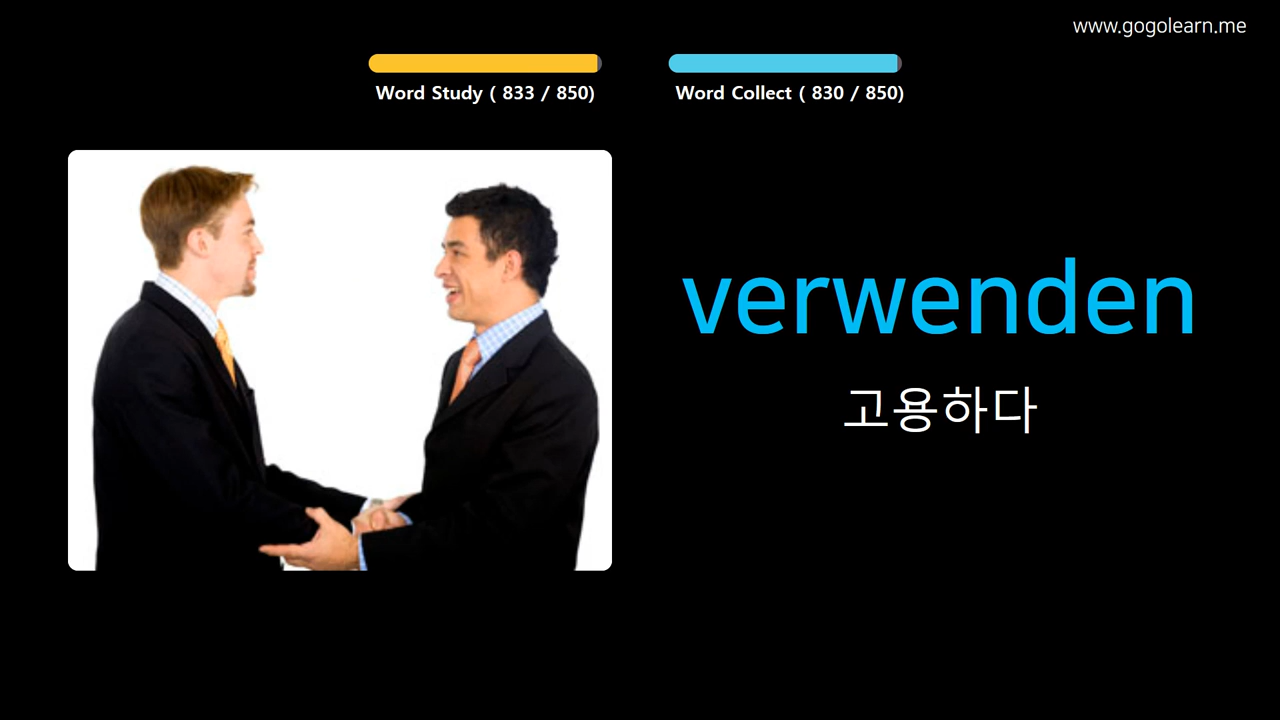 www.gogolearn.me
Word Study ( 833 / 850)
Word Collect ( 830 / 850)
verwenden
고용하다